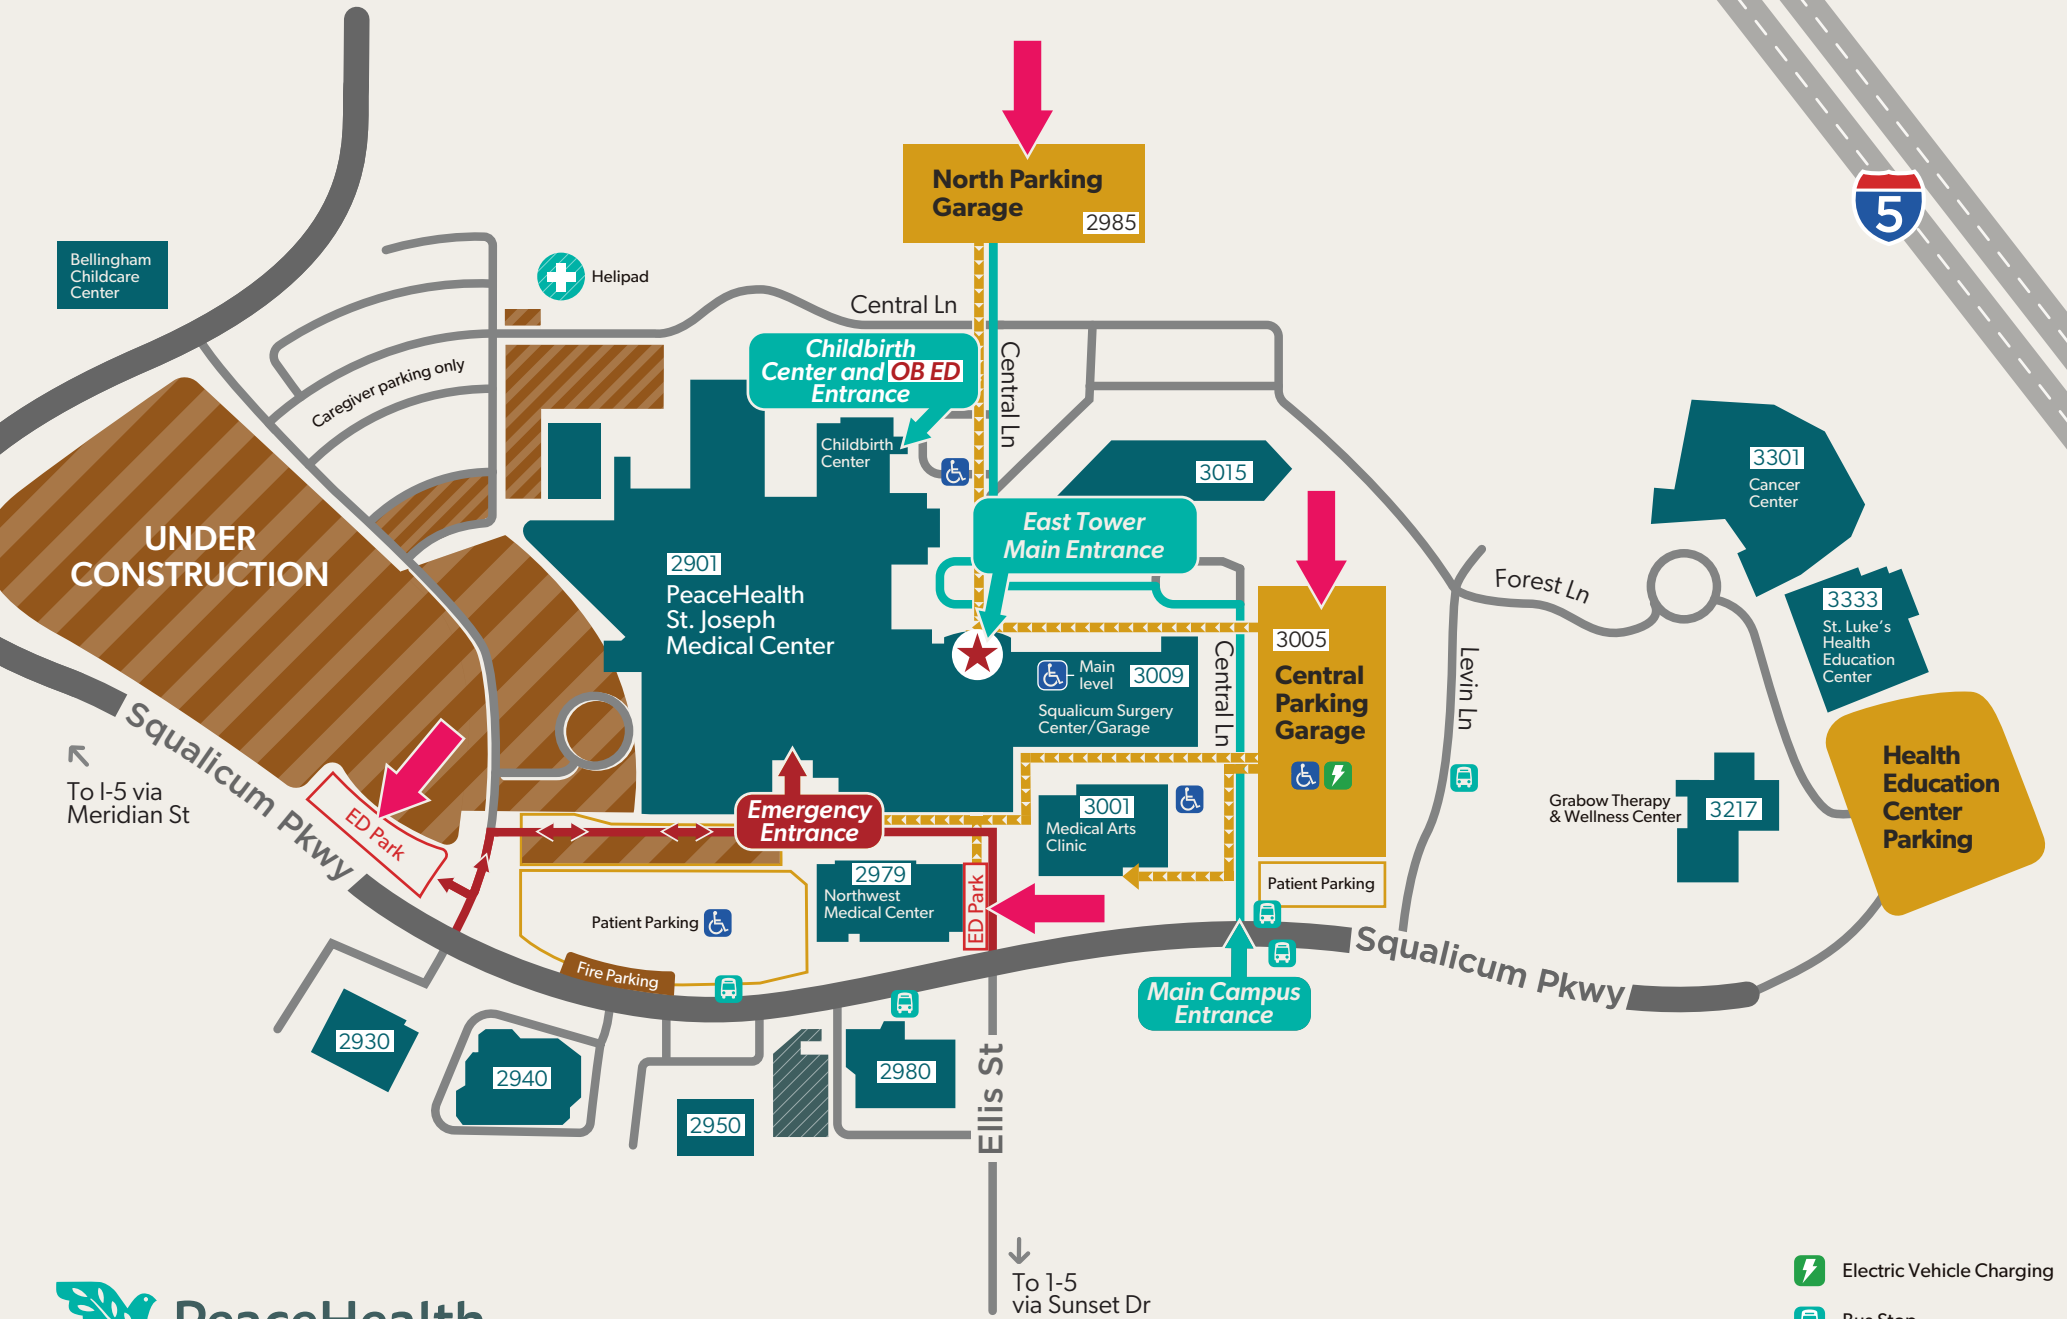 North Parking
Garage
2985
5
Bellingham
Childcare
Center
Helipad
Central Ln
Childbirth
Center and OB ED
Entrance
Central Ln
Caregiver parking only
Childbirth
Center
3015
3301
Cancer
Center
UNDER
CONSTRUCTION
East Tower
Main Entrance
2901
PeaceHealth
St. Joseph
Medical Center
Forest Ln
3333
St. Luke's
Health
Education
Center
3005
Central
Parking
Garage
Main
level
3009
Squalicum Surgery
Center/Garage
Central Ln
Levin Ln
Squalicum Pkwy
To I-5 via
Meridian St
ED Park
Emergency
Entrance
3001
Medical Arts
Clinic
Grabow Therapy
& Wellness Center
3217
Health
Education
Center
Parking
2979
Northwest
Medical Center
ED Park
Patient Parking
Patient Parking
Fire Parking
Squalicum Pkwy
Main Campus
Entrance
2930
2940
2950
2980
Ellis St
To 1-5
via Sunset Dr
Electric Vehicle Charging
Bus Stop
PeaceHealth